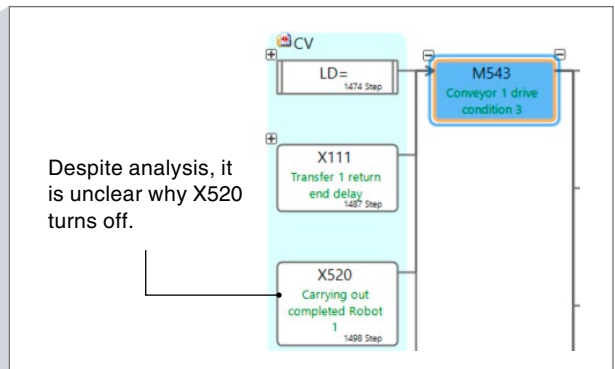 CV
LD=
1474 Step
M543
Conveyor 1 drive
condition 3
X111
Transfer 1 return
end delay
1487 Step
Despite analysis, it
is unclear why X520
turns off.
X520
Carrying out
completed Robot
1
1498 Step